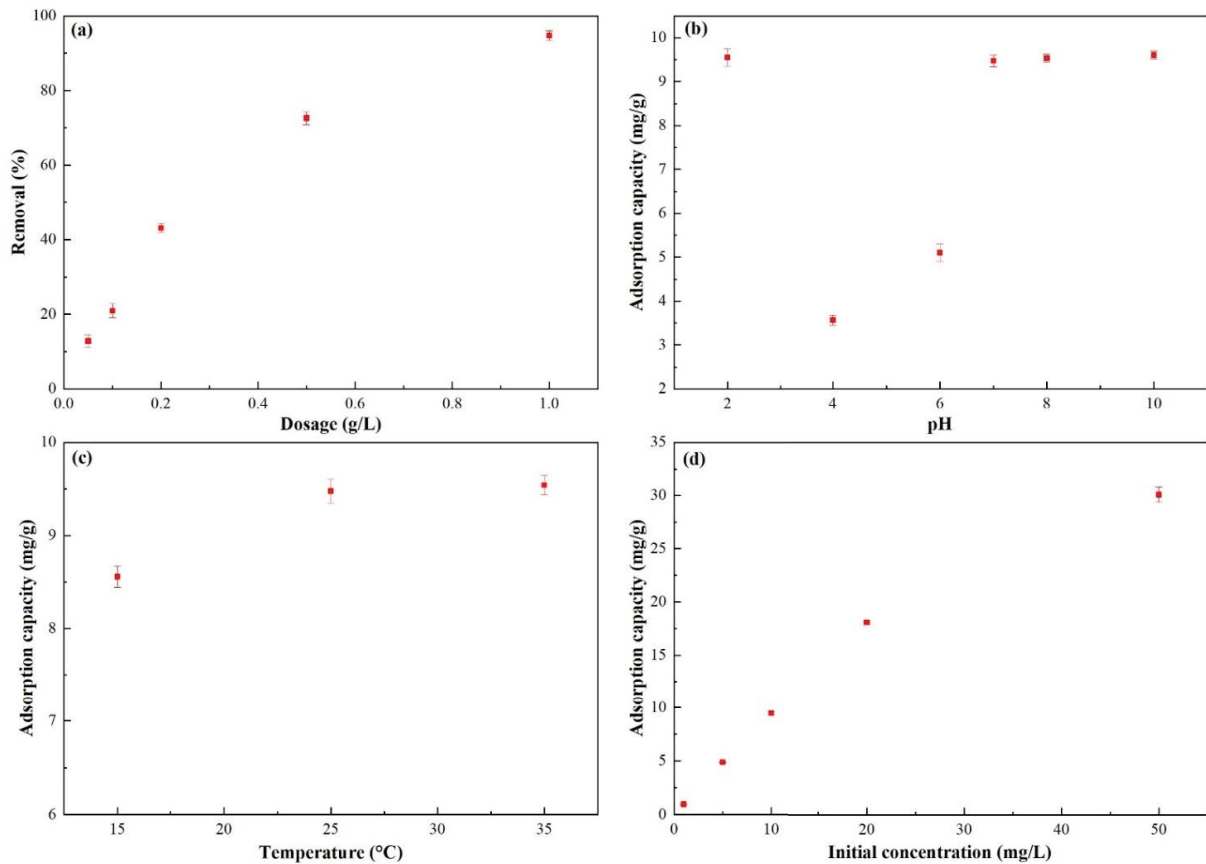 (a)
100
80
60
40
20
0
Removal (%)
0.0 0.2 0.4 0.6 0.8 1.0
Dosage (g/L)
(b)
10
9
8
7
6
5
4
3
2
Adsorption capacity (mg/g)
2 4 6 8 10
pH
(c)
10
9
8
7
6
Adsorption capacity (mg/g)
15 20 25 30 35
Temperature (°C)
(d)
35
30
25
20
15
10
5
0
Adsorption capacity (mg/g)
0 10 20 30 40 50
Initial concentration (mg/L)